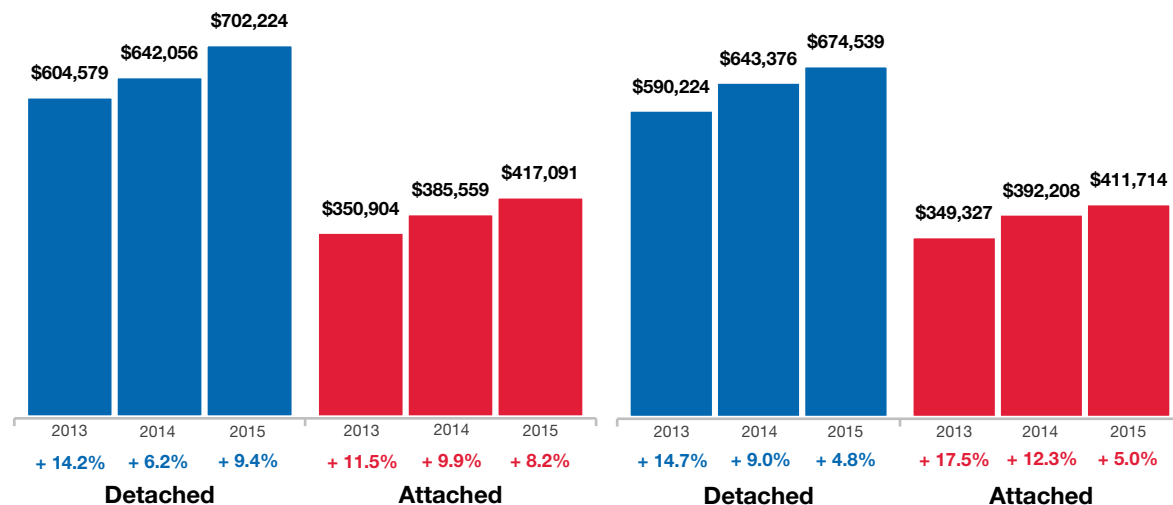 $604,579
$642,056
$702,224
$350,904
$385,559
$417,091
2013 2014 2015 2013 2014 2015
+ 14.2% + 6.2% + 9.4% + 11.5% + 9.9% + 8.2%
Detached Attached
$590,224
$643,376
$674,539
$349,327
$392,208
$411,714
2013 2014 2015 2013 2014 2015
+ 14.7% + 9.0% + 4.8% + 17.5% + 12.3% + 5.0%
Detached Attached